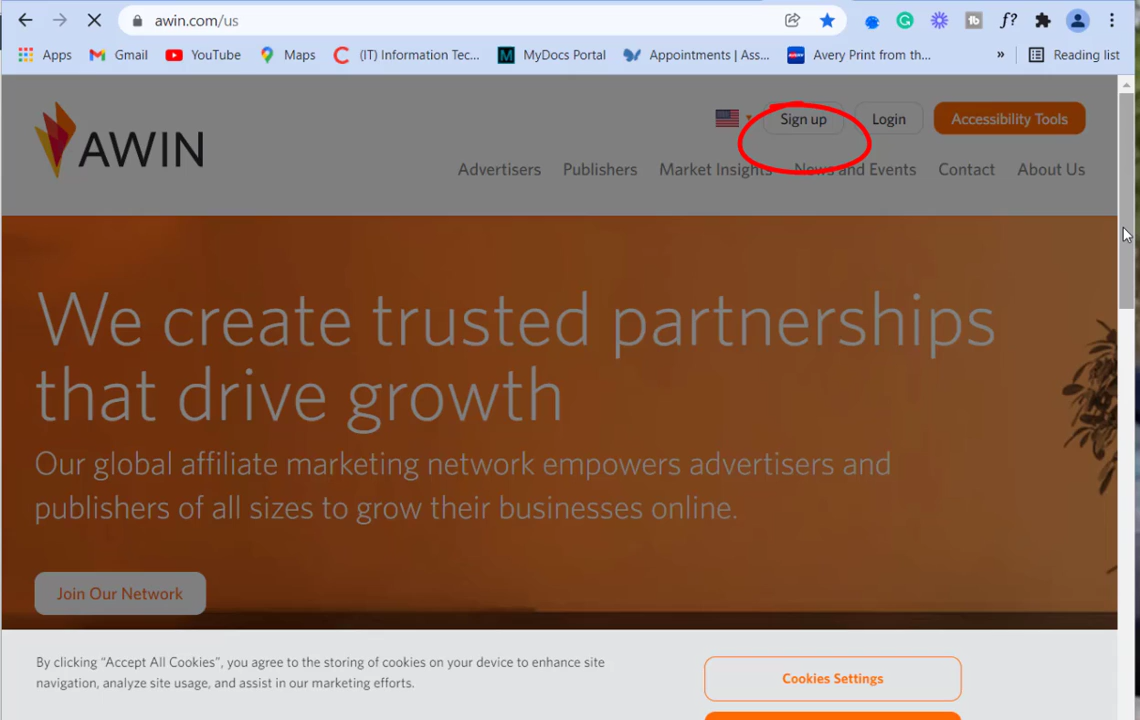 awin.com/us
Apps Gmail YouTube Maps (IT) Information Tec... MyDocs Portal Appointments | Ass... Avery Print from th... » Reading list
Sign up Login Accessibility Tools
AWIN
Advertisers Publishers Market Insights News and Events Contact About Us
We create trusted partnerships
that drive growth
Our global affiliate marketing network empowers advertisers and
publishers of all sizes to grow their businesses online.
Join Our Network
By clicking “Accept All Cookies”, you agree to the storing of cookies on your device to enhance site
navigation, analyze site usage, and assist in our marketing efforts.
Cookies Settings